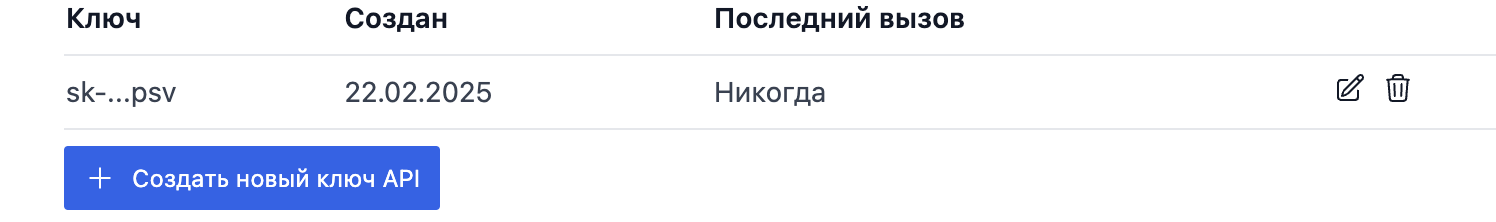 Ключ Создан Последний вызов
sk-...psv 22.02.2025 Никогда
Создать новый ключ API